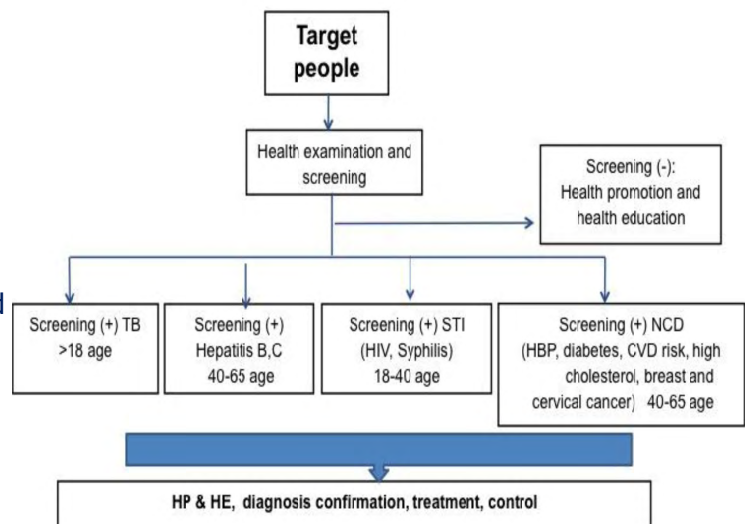 Target
people
Health examination and
screening
Screening (-):
Health promotion and
health education
d
Screening (+) TB
>18 age
Screening (+)
Hepatitis B,C
40-65 age
Screening (+) STI
(HIV, Syphilis)
18-40 age
Screening (+) NCD
(HBP, diabetes, CVD risk, high
cholesterol, breast and
cervical cancer) 40-65 age
HP & HE, diagnosis confirmation, treatment, control